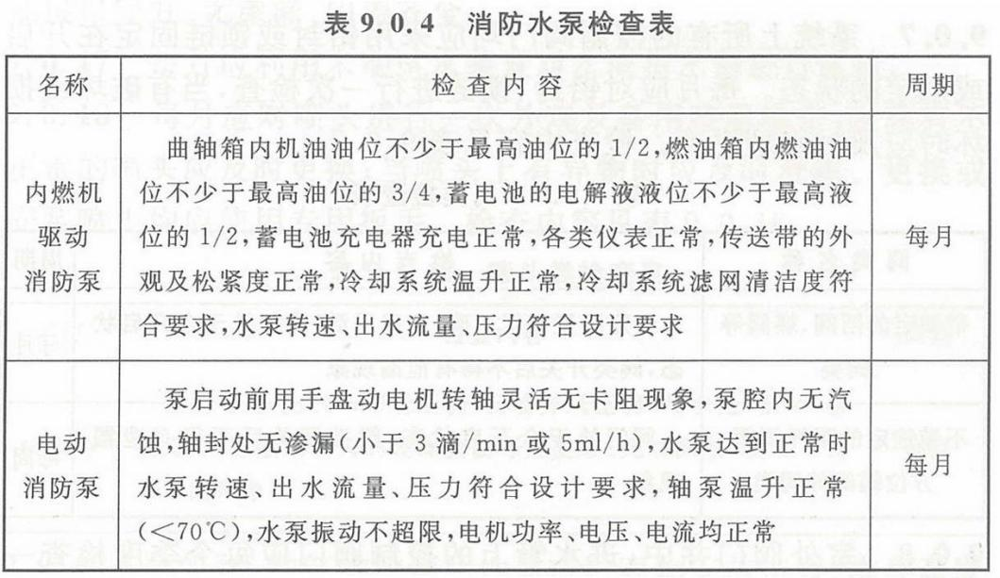 表 9.0.4 消防水泵检查表
名称 检查内容 周期
内燃机
驱动
消防泵
曲轴箱内机油油位不少于最高油位的 1/2,燃油箱内燃油油
位不少于最高油位的 3/4,蓄电池的电解液液位不少于最高液
位的 1/2,蓄电池充电器充电正常,各类仪表正常,传送带的外
观及松紧度正常,冷却系统温升正常,冷却系统滤网清洁度符
合要求,水泵转速、出水流量、压力符合设计要求
每月
电动
消防泵
泵启动前用手盘动电机转轴灵活无卡阻现象,泵腔内无汽
蚀,轴封处无渗漏(小于 3 滴/min 或 5ml/h),水泵达到正常时
水泵转速、出水流量、压力符合设计要求,轴泵温升正常
(<70℃),水泵振动不超限,电机功率、电压、电流均正常
每月